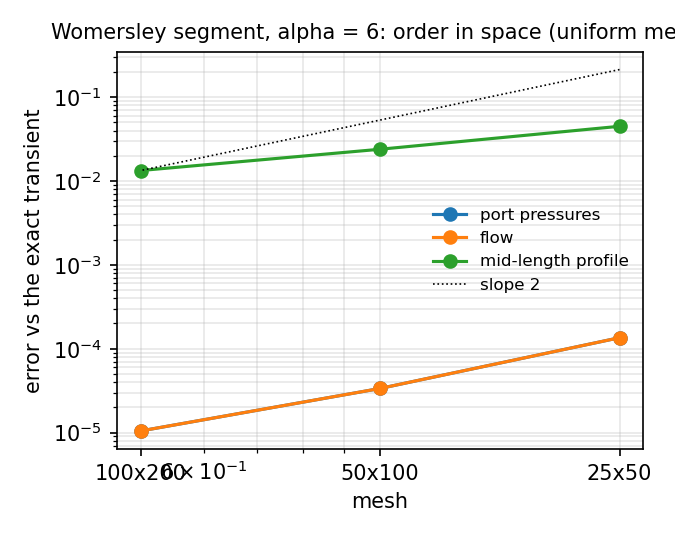 Womersley segment, alpha = 6: order in space (uniform me
error vs the exact transient
10⁻¹
10⁻²
10⁻³
10⁻⁴
10⁻⁵
port pressures
flow
mid-length profile
slope 2
100x200
6 × 10⁻¹
50x100
25x50
mesh